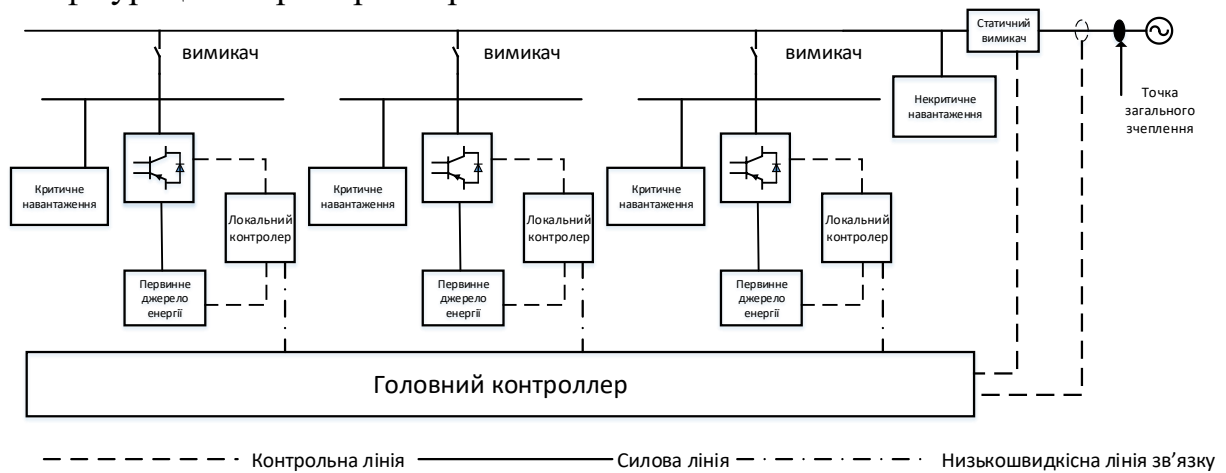 Статичний
вимикач
вимикач
вимикач
вимикач
Некритичне
навантаження
Точка
загального
зчеплення
Критичне
навантаження
Критичне
навантаження
Критичне
навантаження
Локальний
контролер
Локальний
контролер
Локальний
контролер
Первинне
джерело
енергії
Первинне
джерело
енергії
Первинне
джерело
енергії
Головний контроллер
Контрольна лінія
Силова лінія
Низькошвидкісна лінія зв’язку